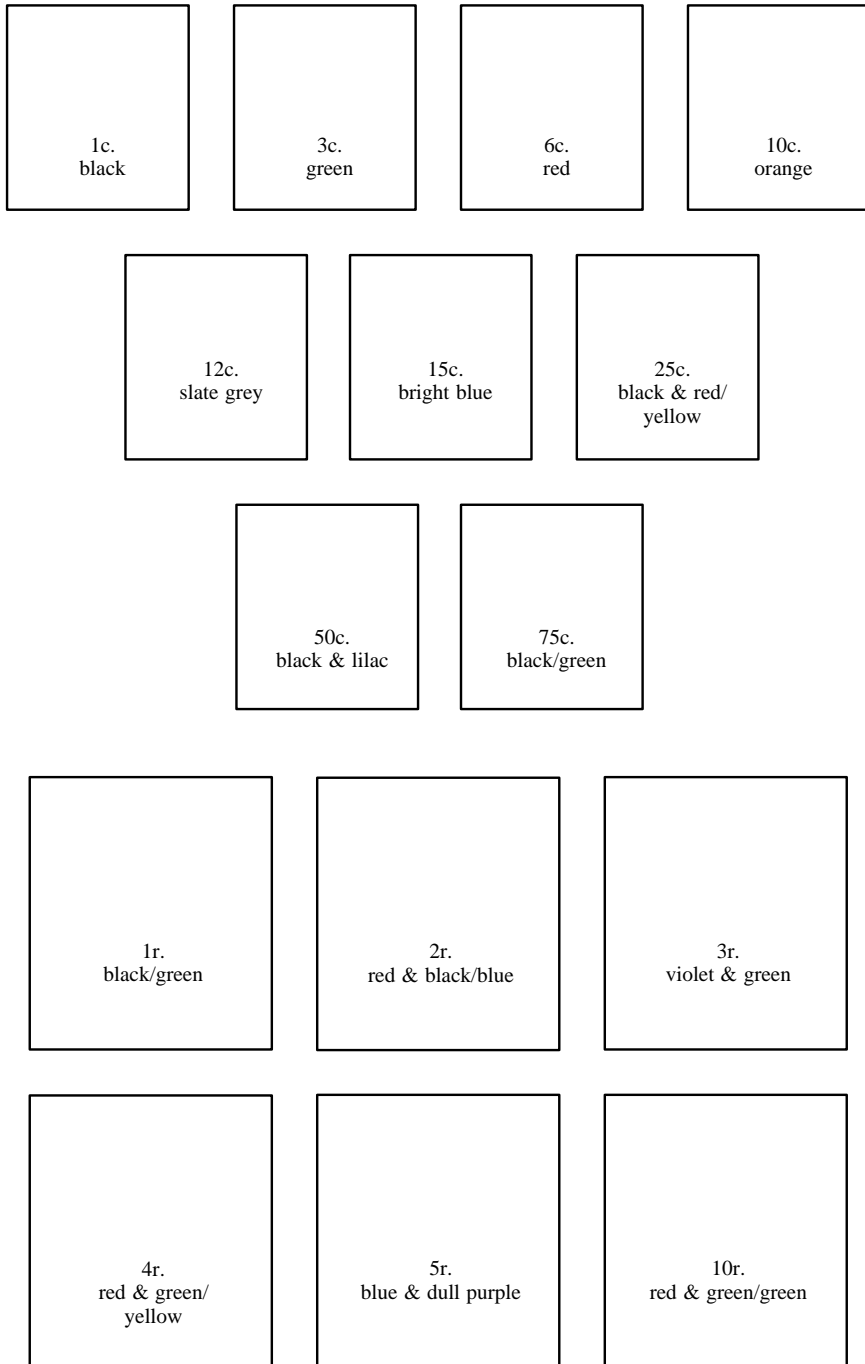 1c.
black
3c.
green
6c.
red
10c.
orange
12c.
slate grey
15c.
bright blue
25c.
black & red/
yellow
50c.
black & lilac
75c.
black/green
1r.
black/green
2r.
red & black/blue
3r.
violet & green
4r.
red & green/
yellow
5r.
blue & dull purple
10r.
red & green/green